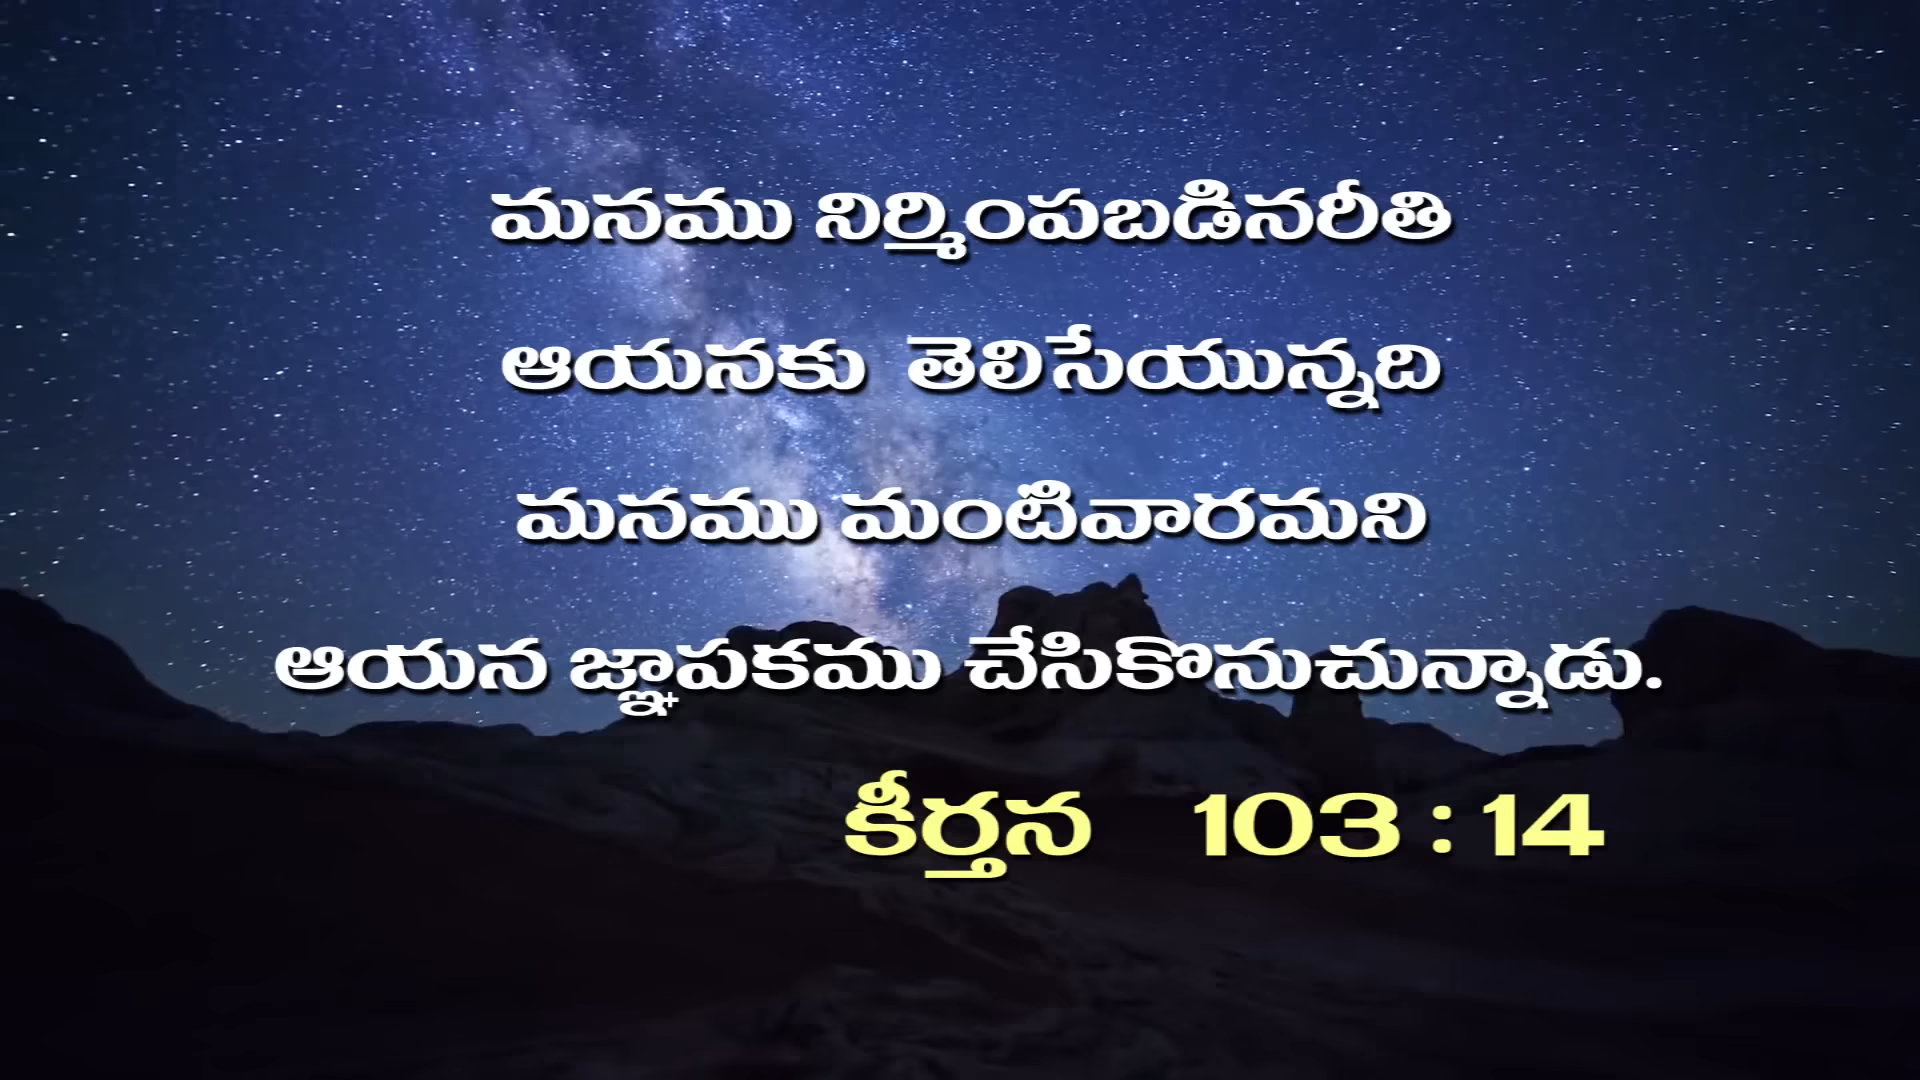 మనము నిర్మింపబడినరీతి
ఆయనకు తెలిసేయున్నది
మనము మంటివారమని
ఆయన జ్ఞాపకము చేసికొనుచున్నాడు.
కీర్తన 103 : 14